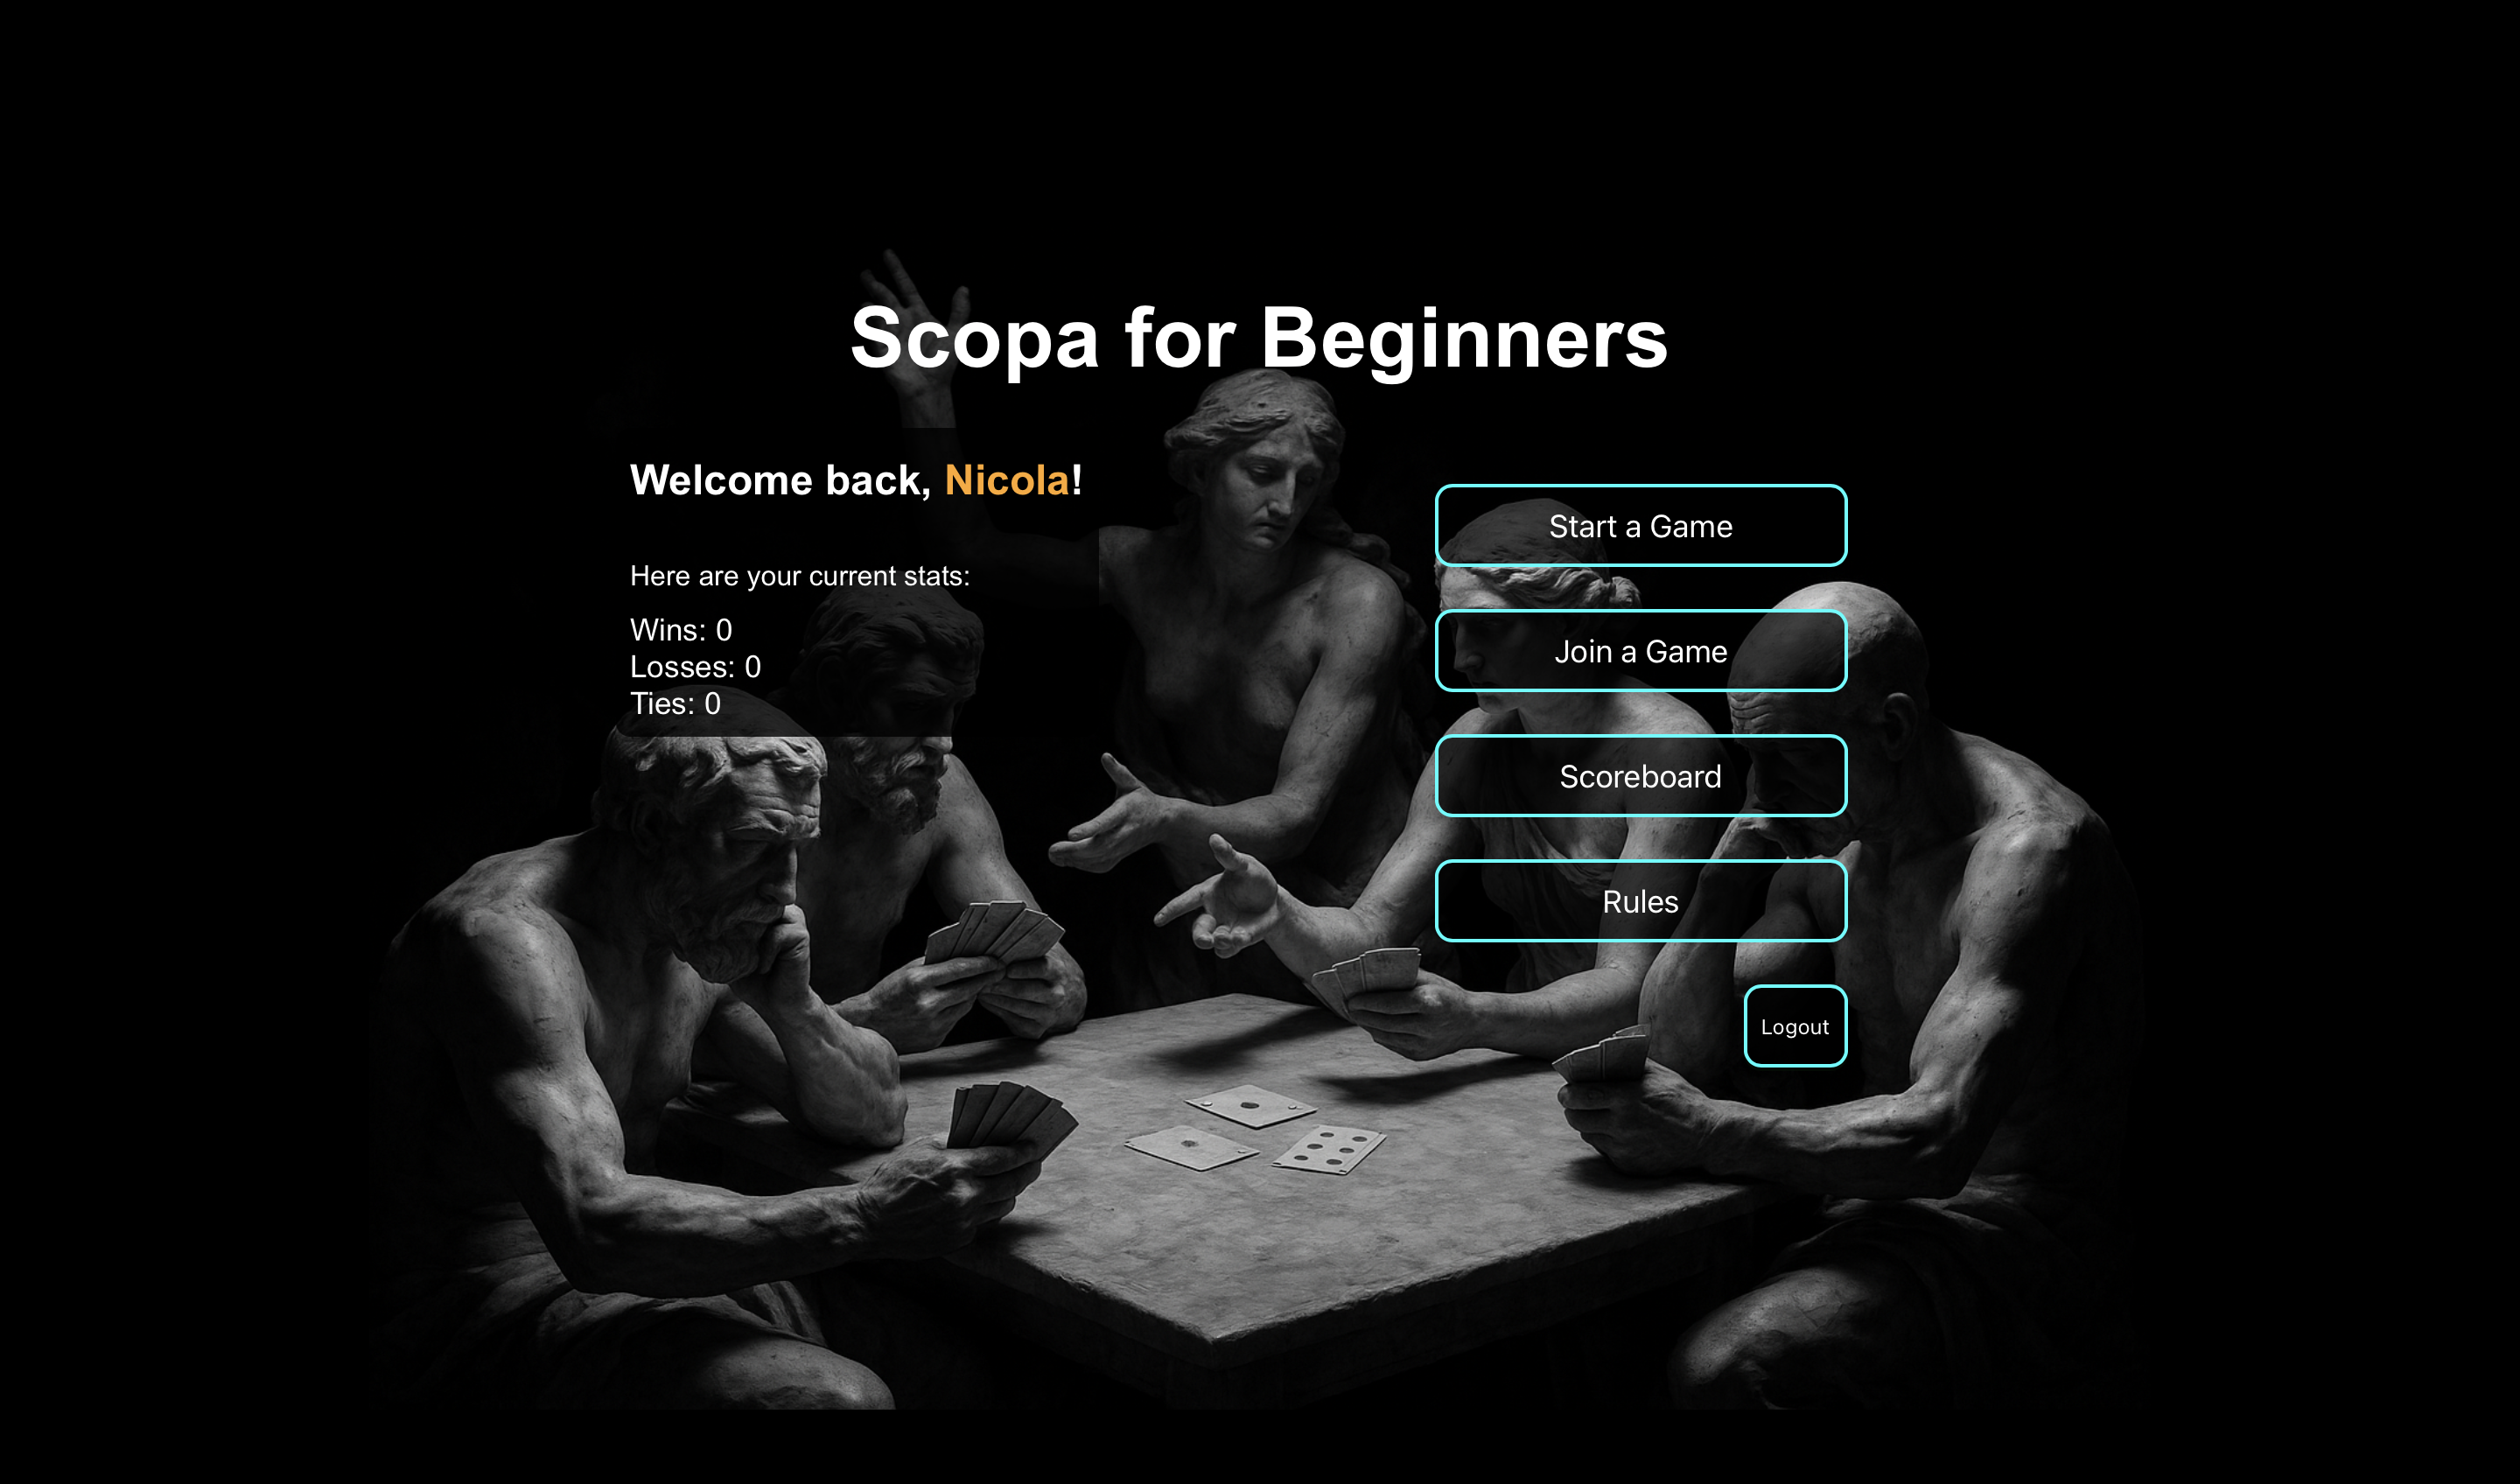 Scopa for Beginners
Welcome back, Nicola!
Here are your current stats:
Wins: 0
Losses: 0
Ties: 0
Start a Game
Join a Game
Scoreboard
Rules
Logout